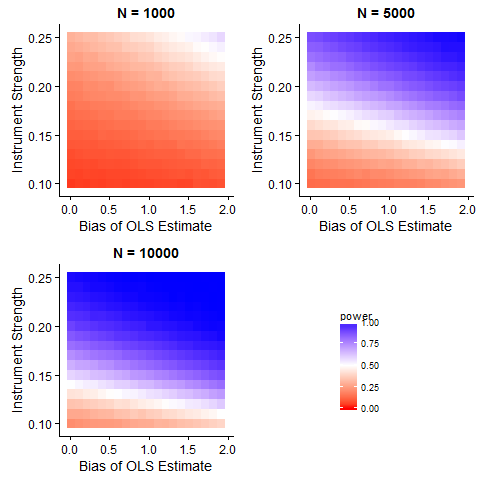 N = 1000
0.25
0.20
0.15
0.10
Instrument Strength
0.0 0.5 1.0 1.5 2.0
Bias of OLS Estimate
N = 5000
0.25
0.20
0.15
0.10
Instrument Strength
0.0 0.5 1.0 1.5 2.0
Bias of OLS Estimate
N = 10000
0.25
0.20
0.15
0.10
Instrument Strength
0.0 0.5 1.0 1.5 2.0
Bias of OLS Estimate
power
1.00
0.75
0.50
0.25
0.00